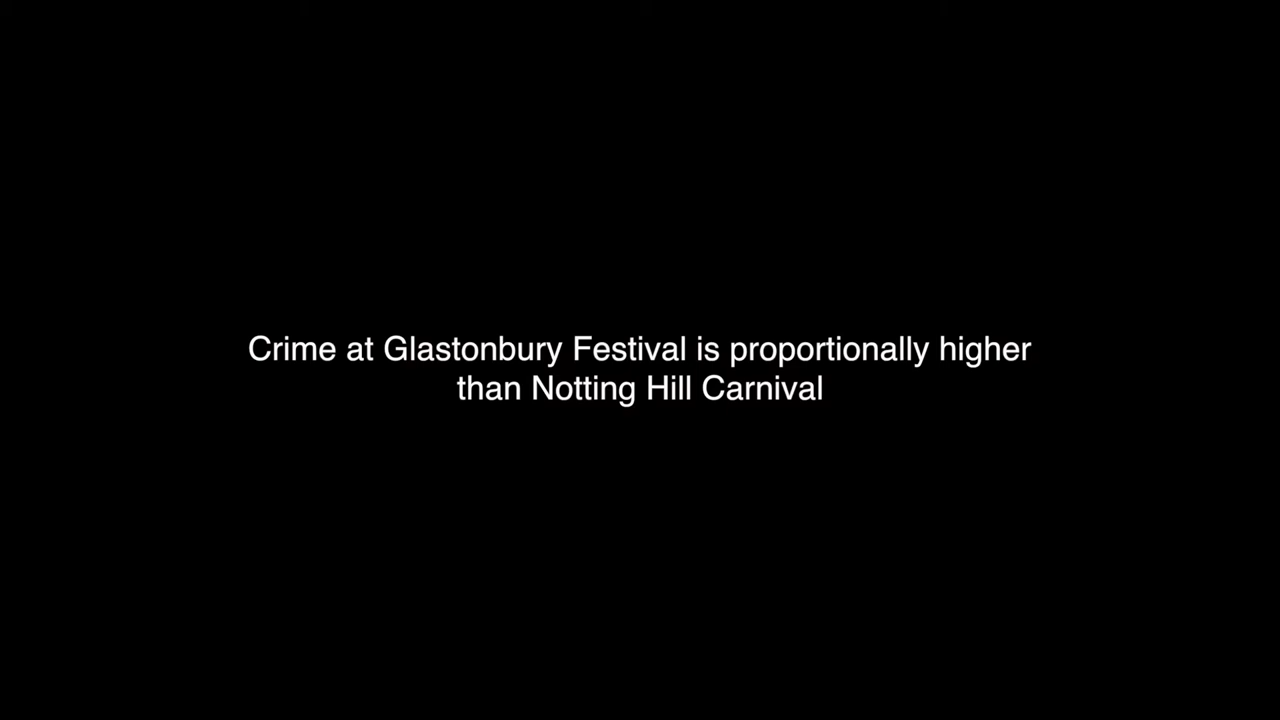 Crime at Glastonbury Festival is proportionally higher
than Notting Hill Carnival